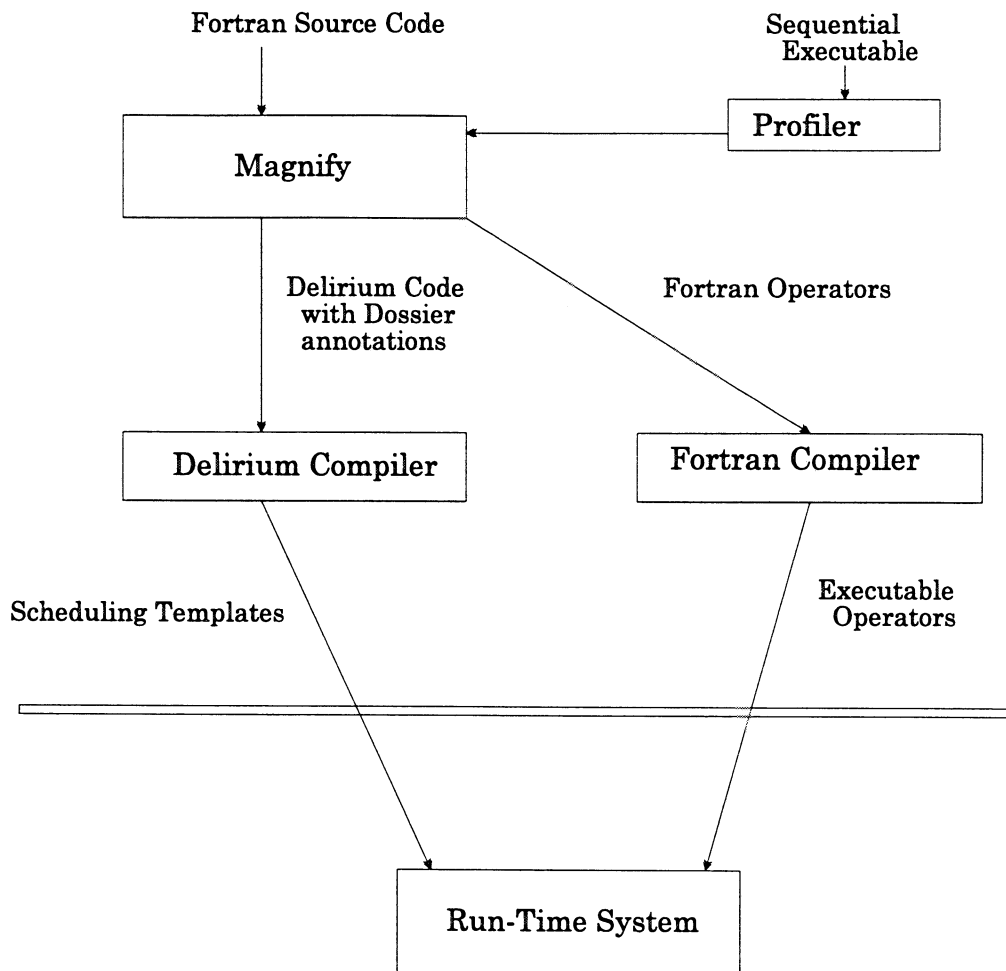 Fortran Source Code
Sequential
Executable
Profiler
Magnify
Delirium Code
with Dossier
annotations
Fortran Operators
Delirium Compiler
Fortran Compiler
Scheduling Templates
Executable
Operators
Run-Time System